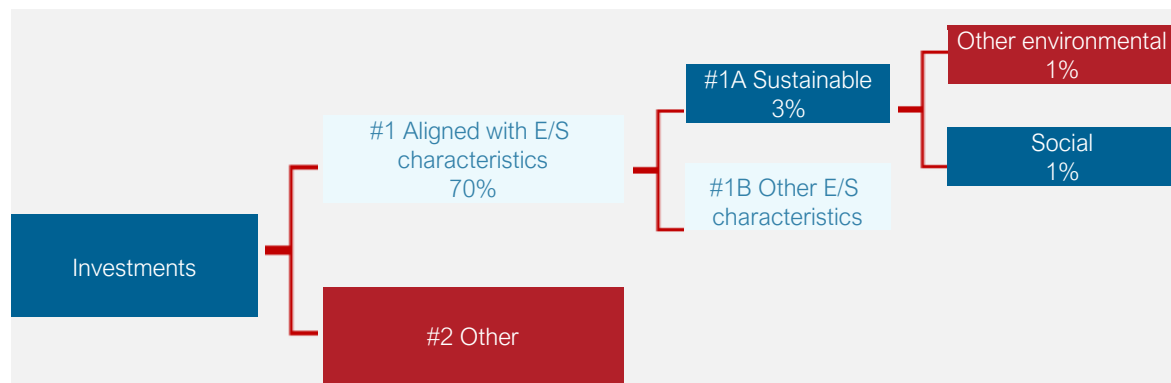 Other environmental
1%
#1A Sustainable
3%
#1 Aligned with E/S
characteristics
70%
Social
1%
#1B Other E/S
characteristics
Investments
#2 Other